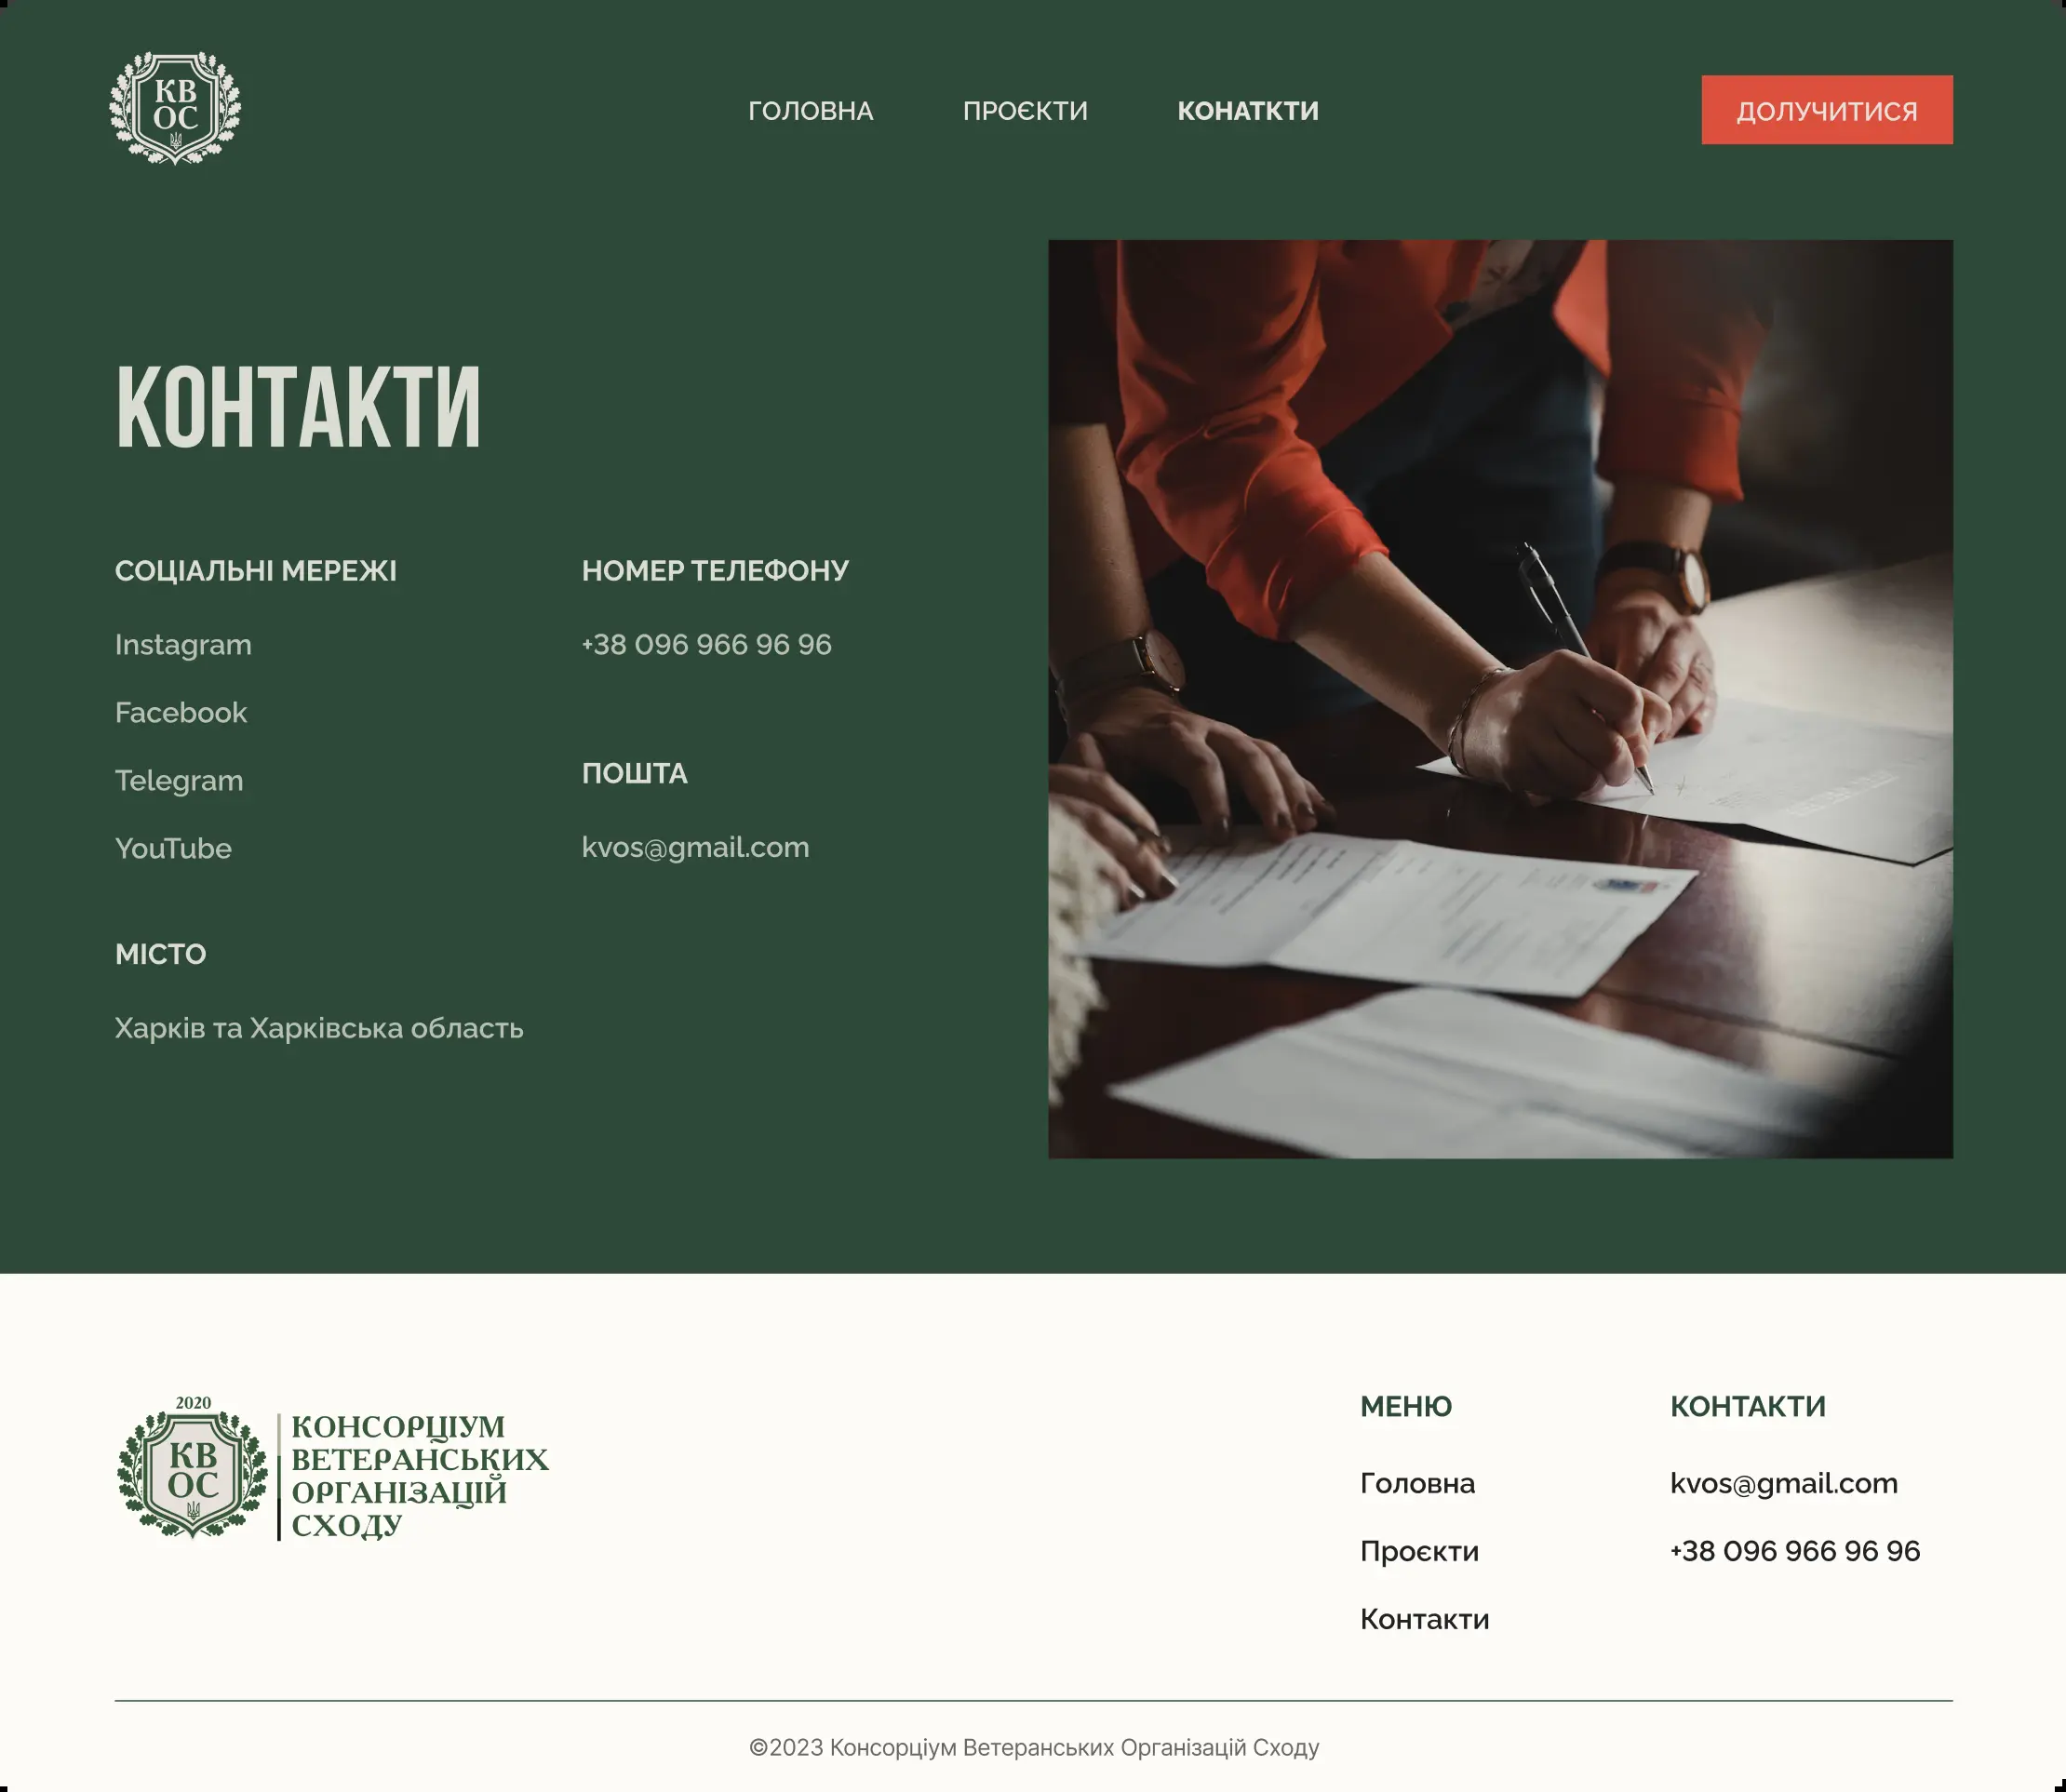 КВ
ОС
ГОЛОВНА
ПРОЄКТИ
КОНАТКТИ
ДОЛУЧИТИСЯ
КОНТАКТИ
СОЦІАЛЬНІ МЕРЕЖІ
Instagram
Facebook
Telegram
YouTube
МІСТО
Харків та Харківська область
НОМЕР ТЕЛЕФОНУ
+38 096 966 96 96
ПОШТА
kvos@gmail.com
2020
КВ
ОС
КОНСОРЦІУМ
ВЕТЕРАНСЬКИХ
ОРГАНІЗАЦІЙ
СХОДУ
МЕНЮ
Головна
Проєкти
Контакти
КОНТАКТИ
kvos@gmail.com
+38 096 966 96 96
©2023 Консорціум Ветеранських Організацій Сходу